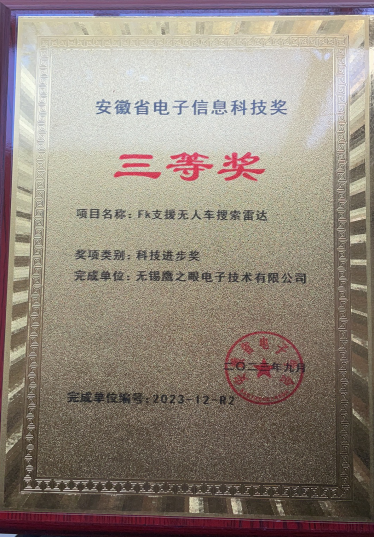 安徽省电子信息科技奖
三等奖
项目名称：Fk支援无人车搜索雷达
奖项类别：科技进步奖
完成单位：无锡鹰之眼电子技术有限公司
二〇二三年九月
完成单位编号：2023-12-R2